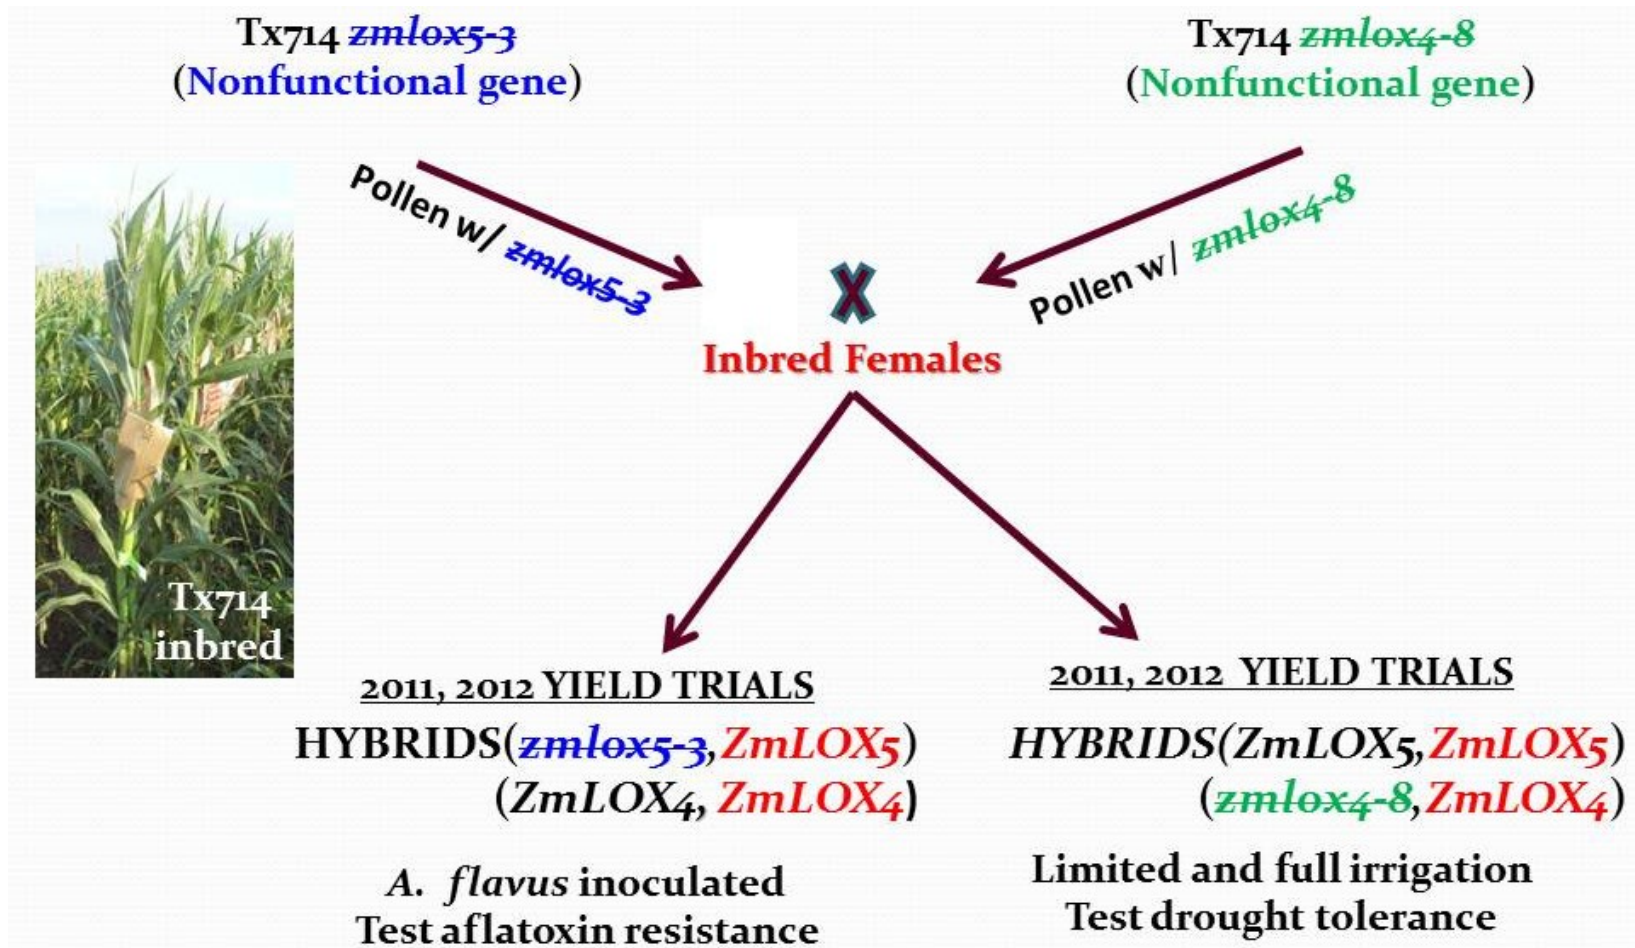 Tx714 zmlox5-3
(Nonfunctional gene)
Tx714 zmlox4-8
(Nonfunctional gene)
Pollen w/ zmlox5-3
Pollen w/ zmlox4-8
X
Inbred Females
Tx714
inbred
2011, 2012 YIELD TRIALS
HYBRIDS(zmlox5-3,ZmLOX5)
(ZmLOX4, ZmLOX4)
A. flavus inoculated
Test aflatoxin resistance
2011, 2012 YIELD TRIALS
HYBRIDS(ZmLOX5,ZmLOX5)
(zmlox4-8,ZmLOX4)
Limited and full irrigation
Test drought tolerance